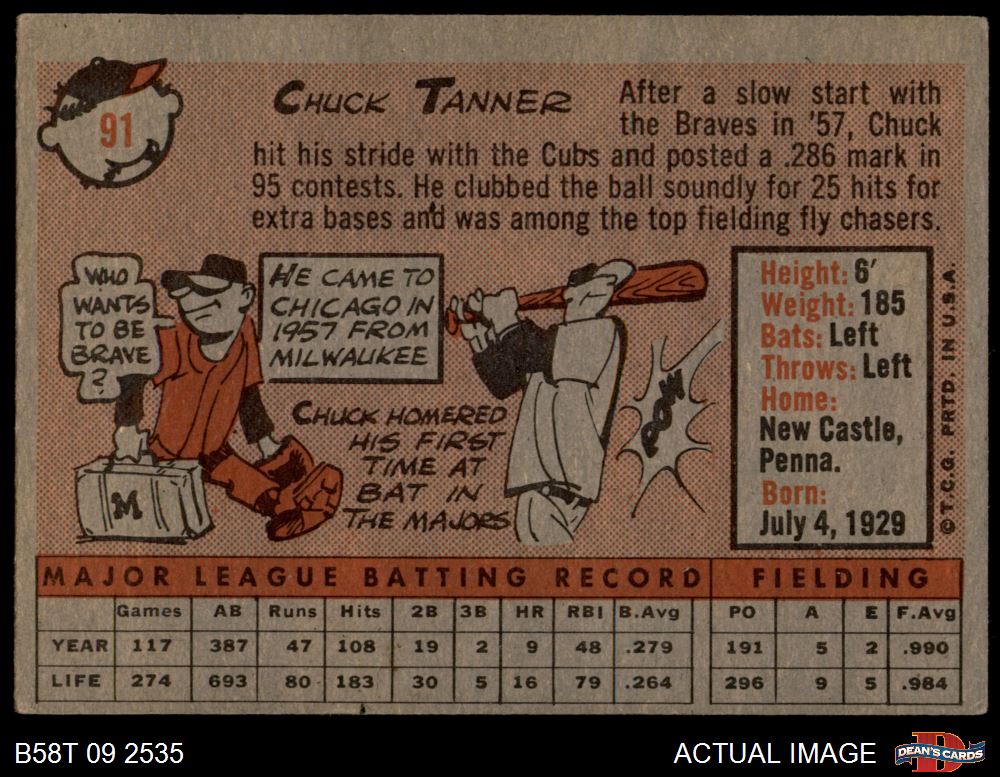 91
CHUCK TANNER
After a slow start with
the Braves in '57, Chuck
hit his stride with the Cubs and posted a .286 mark in
95 contests. He clubbed the ball soundly for 25 hits for
extra bases and was among the top fielding fly chasers.
WHO
WANTS
TO BE
BRAVE
?
M
HE CAME TO
CHICAGO IN
1957 FROM
MILWAUKEE
CHUCK HOMERED
HIS FIRST
TIME AT
BAT IN
THE MAJORS
POW
Height: 6'
Weight: 185
Bats: Left
Throws: Left
Home:
New Castle,
Penna.
Born:
July 4, 1929
© T.C.G. PRTD. IN U.S.A.
MAJOR LEAGUE BATTING RECORD FIELDING
Games AB Runs Hits 2B 3B HR RBI B.Avg PO A E F.Avg
YEAR 117 387 47 108 19 2 9 48 .279 191 5 2 .990
LIFE 274 693 80 183 30 5 16 79 .264 296 9 5 .984
B58T 09 2535
ACTUAL IMAGE
D
DEAN'S CARDS